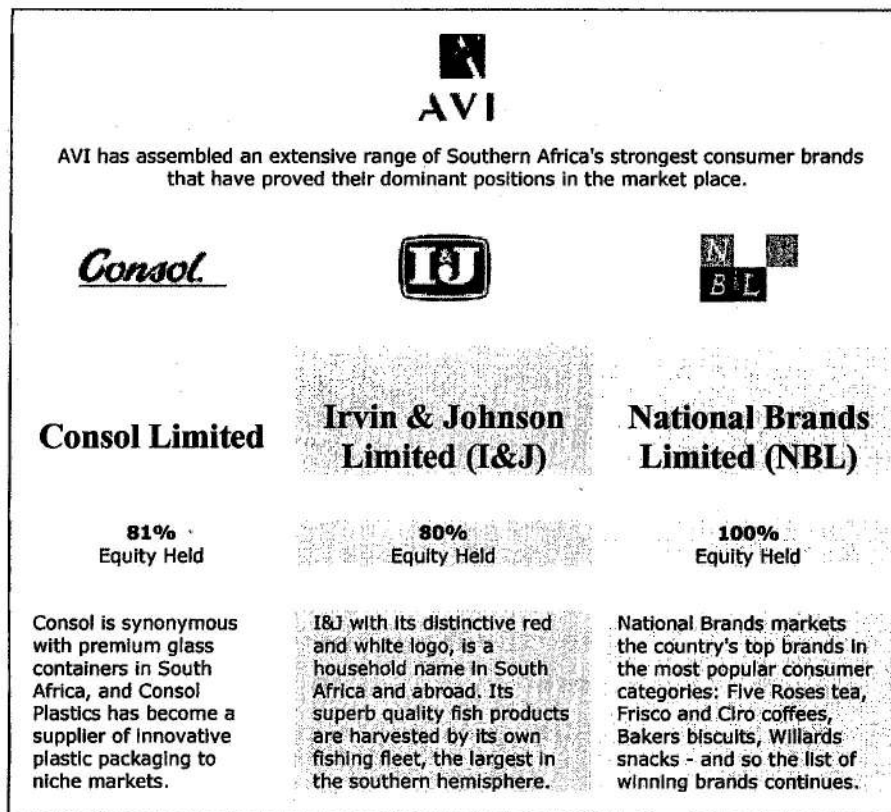 AVI
AVI has assembled an extensive range of Southern Africa's strongest consumer brands
that have proved their dominant positions in the market place.
Consol.
I&J
N
B L
Consol Limited
Irvin & Johnson
Limited (I&J)
National Brands
Limited (NBL)
81%
Equity Held
80%
Equity Held
100%
Equity Held
Consol is synonymous
with premium glass
containers in South
Africa, and Consol
Plastics has become a
supplier of innovative
plastic packaging to
niche markets.
I&J with its distinctive red
and white logo, is a
household name in South
Africa and abroad. Its
superb quality fish products
are harvested by its own
fishing fleet, the largest in
the southern hemisphere.
National Brands markets
the country's top brands in
the most popular consumer
categories: Five Roses tea,
Frisco and Ciro coffees,
Bakers biscuits, Willards
snacks - and so the list of
winning brands continues.